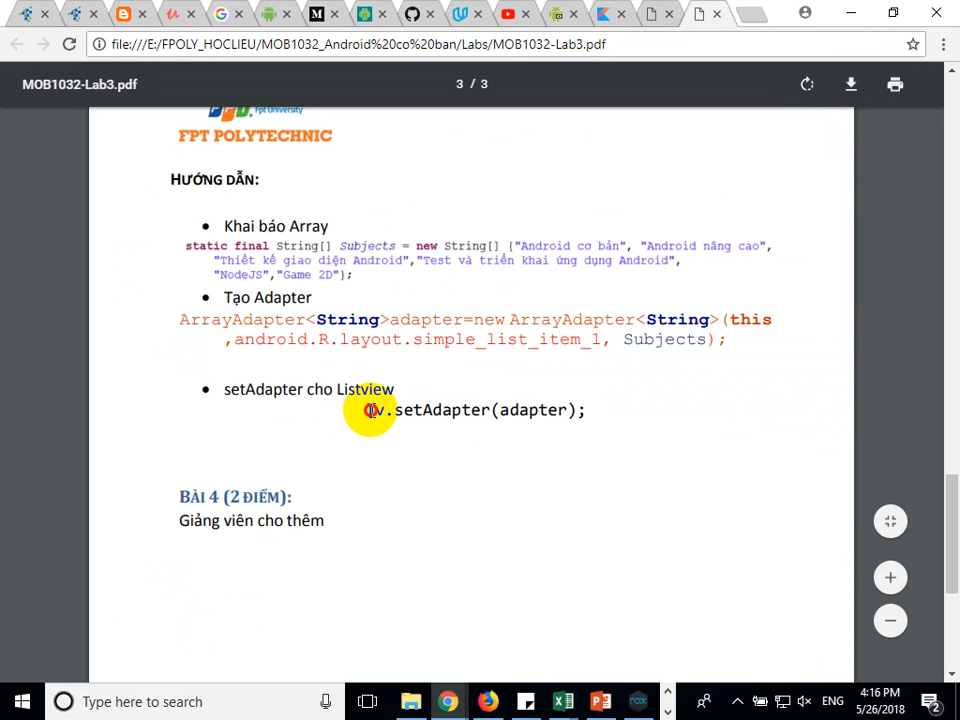 file:///E:/FPOLY_HOCLIEU/MOB1032_Android%20co%20ban/Labs/MOB1032-Lab3.pdf
MOB1032-Lab3.pdf
3 / 3
Fpt University
FPT POLYTECHNIC
HƯỚNG DẪN:
• Khai báo Array
static final String[] Subjects = new String[] {"Android cơ bản", "Android nâng cao",
"Thiết kế giao diện Android","Test và triển khai ứng dụng Android",
"NodeJS","Game 2D"};
• Tạo Adapter
ArrayAdapter<String>adapter=new ArrayAdapter<String>(this
,android.R.layout.simple_list_item_1, Subjects);
• setAdapter cho Listview
lv.setAdapter(adapter);
BÀI 4 (2 ĐIỂM):
Giảng viên cho thêm
Type here to search
ENG
4:16 PM
5/26/2018
2